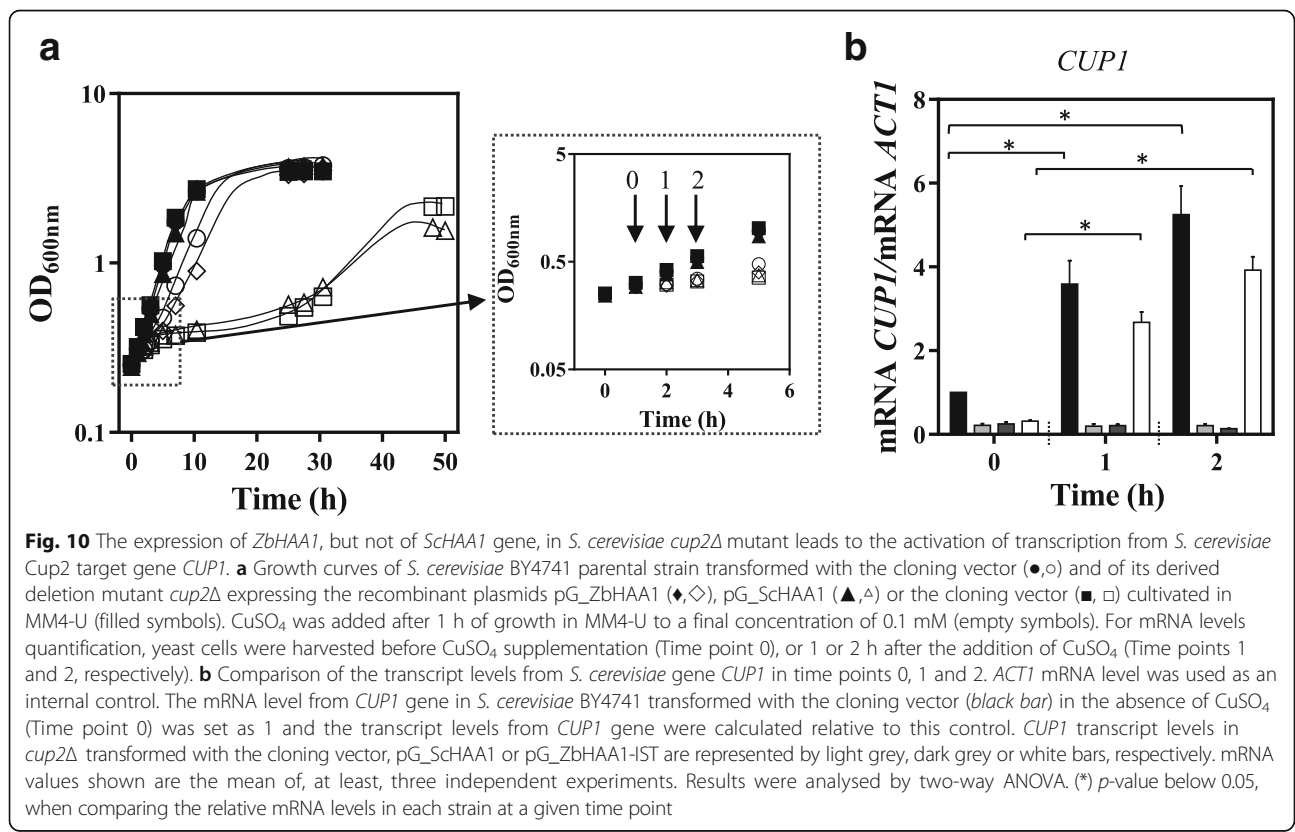 a
10
1
0.1
OD600nm
0 10 20 30 40 50
Time (h)
5
0.5
0.05
OD600nm
0 1 2
0 2 4 6
Time (h)
b
CUP1
8
6
4
2
0
mRNA CUP1/mRNA ACT1
*
*
*
*
0 1 2
Time (h)
Fig. 10 The expression of ZbHAA1, but not of ScHAA1 gene, in S. cerevisiae cup2Δ mutant leads to the activation of transcription from S. cerevisiae
Cup2 target gene CUP1. a Growth curves of S. cerevisiae BY4741 parental strain transformed with the cloning vector (●,○) and of its derived
deletion mutant cup2Δ expressing the recombinant plasmids pG_ZbHAA1 (♦,◇), pG_ScHAA1 (▲,△) or the cloning vector (■, □) cultivated in
MM4-U (filled symbols). CuSO₄ was added after 1 h of growth in MM4-U to a final concentration of 0.1 mM (empty symbols). For mRNA levels
quantification, yeast cells were harvested before CuSO₄ supplementation (Time point 0), or 1 or 2 h after the addition of CuSO₄ (Time points 1
and 2, respectively). b Comparison of the transcript levels from S. cerevisiae gene CUP1 in time points 0, 1 and 2. ACT1 mRNA level was used as an
internal control. The mRNA level from CUP1 gene in S. cerevisiae BY4741 transformed with the cloning vector (black bar) in the absence of CuSO₄
(Time point 0) was set as 1 and the transcript levels from CUP1 gene were calculated relative to this control. CUP1 transcript levels in
cup2Δ transformed with the cloning vector, pG_ScHAA1 or pG_ZbHAA1-IST are represented by light grey, dark grey or white bars, respectively. mRNA
values shown are the mean of, at least, three independent experiments. Results were analysed by two-way ANOVA. (*) p-value below 0.05,
when comparing the relative mRNA levels in each strain at a given time point